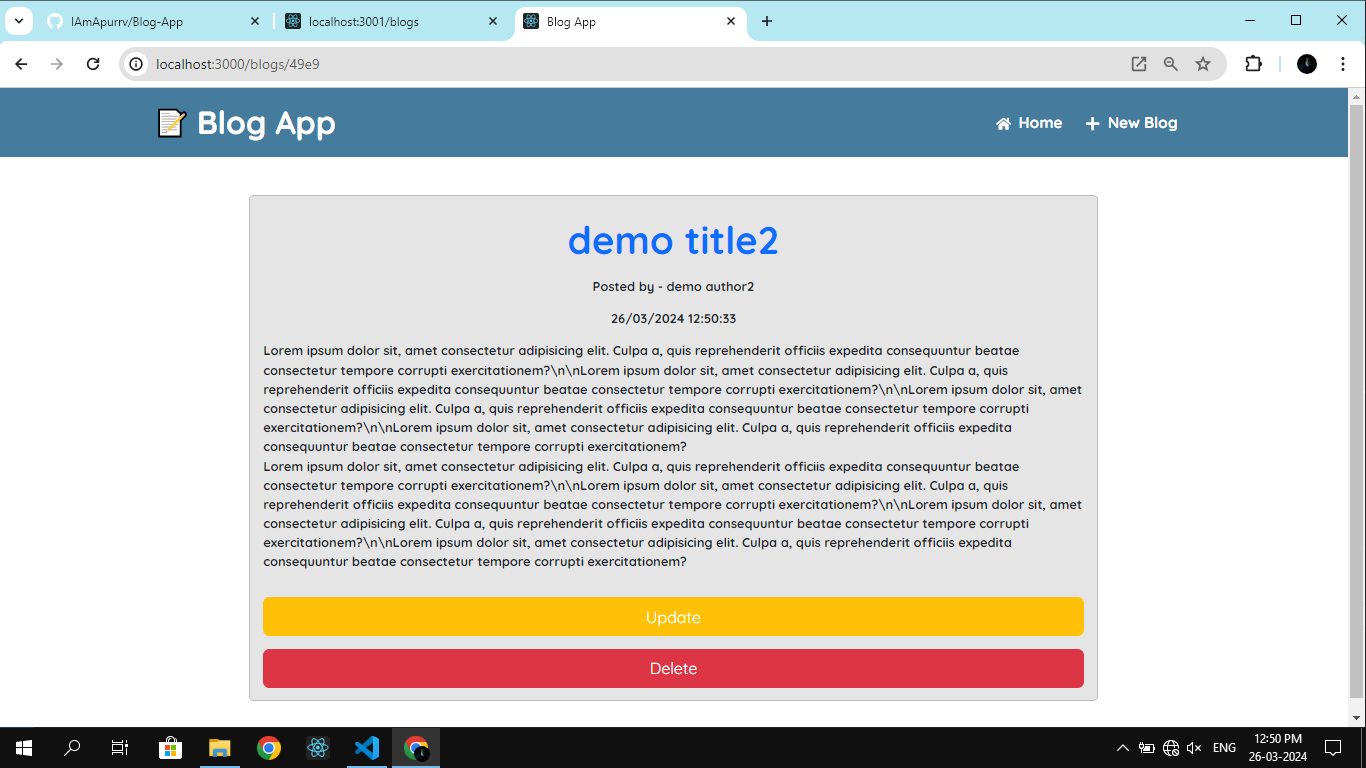 IAmApurrv/Blog-App
localhost:3001/blogs
Blog App
localhost:3000/blogs/49e9
Blog App
Home
New Blog
demo title2
Posted by - demo author2
26/03/2024 12:50:33
Lorem ipsum dolor sit, amet consectetur adipisicing elit. Culpa a, quis reprehenderit officiis expedita consequuntur beatae
consectetur tempore corrupti exercitationem?\n\nLorem ipsum dolor sit, amet consectetur adipisicing elit. Culpa a, quis
reprehenderit officiis expedita consequuntur beatae consectetur tempore corrupti exercitationem?\n\nLorem ipsum dolor sit, amet
consectetur adipisicing elit. Culpa a, quis reprehenderit officiis expedita consequuntur beatae consectetur tempore corrupti
exercitationem?\n\nLorem ipsum dolor sit, amet consectetur adipisicing elit. Culpa a, quis reprehenderit officiis expedita
consequuntur beatae consectetur tempore corrupti exercitationem?
Lorem ipsum dolor sit, amet consectetur adipisicing elit. Culpa a, quis reprehenderit officiis expedita consequuntur beatae
consectetur tempore corrupti exercitationem?\n\nLorem ipsum dolor sit, amet consectetur adipisicing elit. Culpa a, quis
reprehenderit officiis expedita consequuntur beatae consectetur tempore corrupti exercitationem?\n\nLorem ipsum dolor sit, amet
consectetur adipisicing elit. Culpa a, quis reprehenderit officiis expedita consequuntur beatae consectetur tempore corrupti
exercitationem?\n\nLorem ipsum dolor sit, amet consectetur adipisicing elit. Culpa a, quis reprehenderit officiis expedita
consequuntur beatae consectetur tempore corrupti exercitationem?
Update
Delete
ENG
12:50 PM
26-03-2024